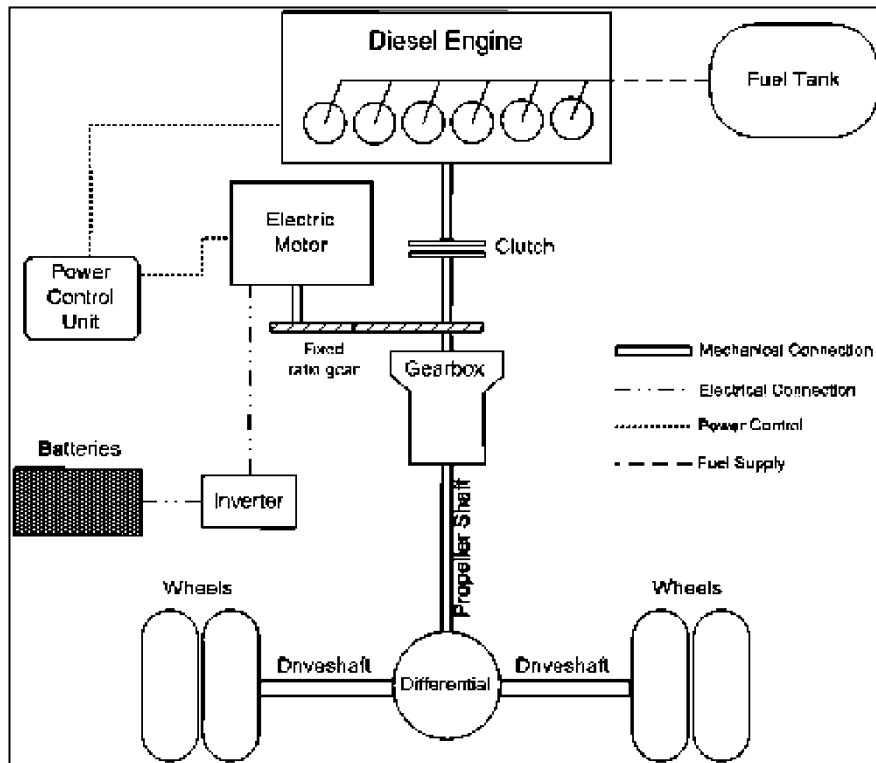 Diesel Engine
Fuel Tank
Electric
Motor
Clutch
Power
Control
Unit
Fixed
ratio gear
Gearbox
Mechanical Connection
Electrical Connection
Power Control
Fuel Supply
Batteries
Inverter
Propeller Shaft
Wheels
Wheels
Driveshaft
Differential
Driveshaft